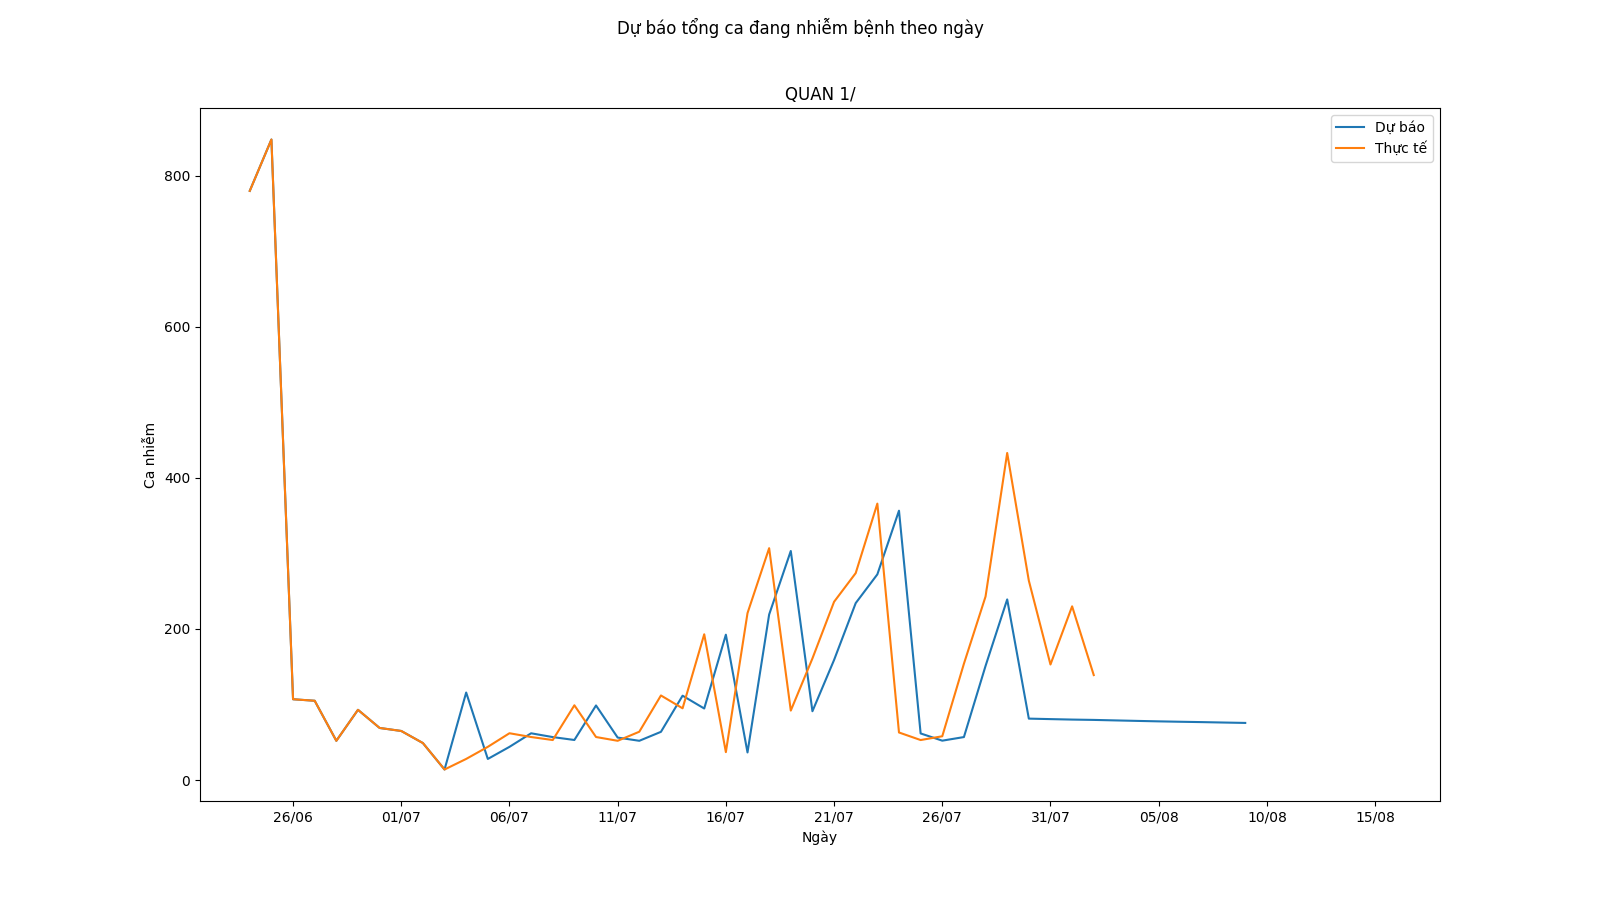 Dự báo tổng ca đang nhiễm bệnh theo ngày
QUAN 1/
Dự báo
Thực tế
800
600
400
200
0
Ca nhiễm
26/06 01/07 06/07 11/07 16/07 21/07 26/07 31/07 05/08 10/08 15/08
Ngày